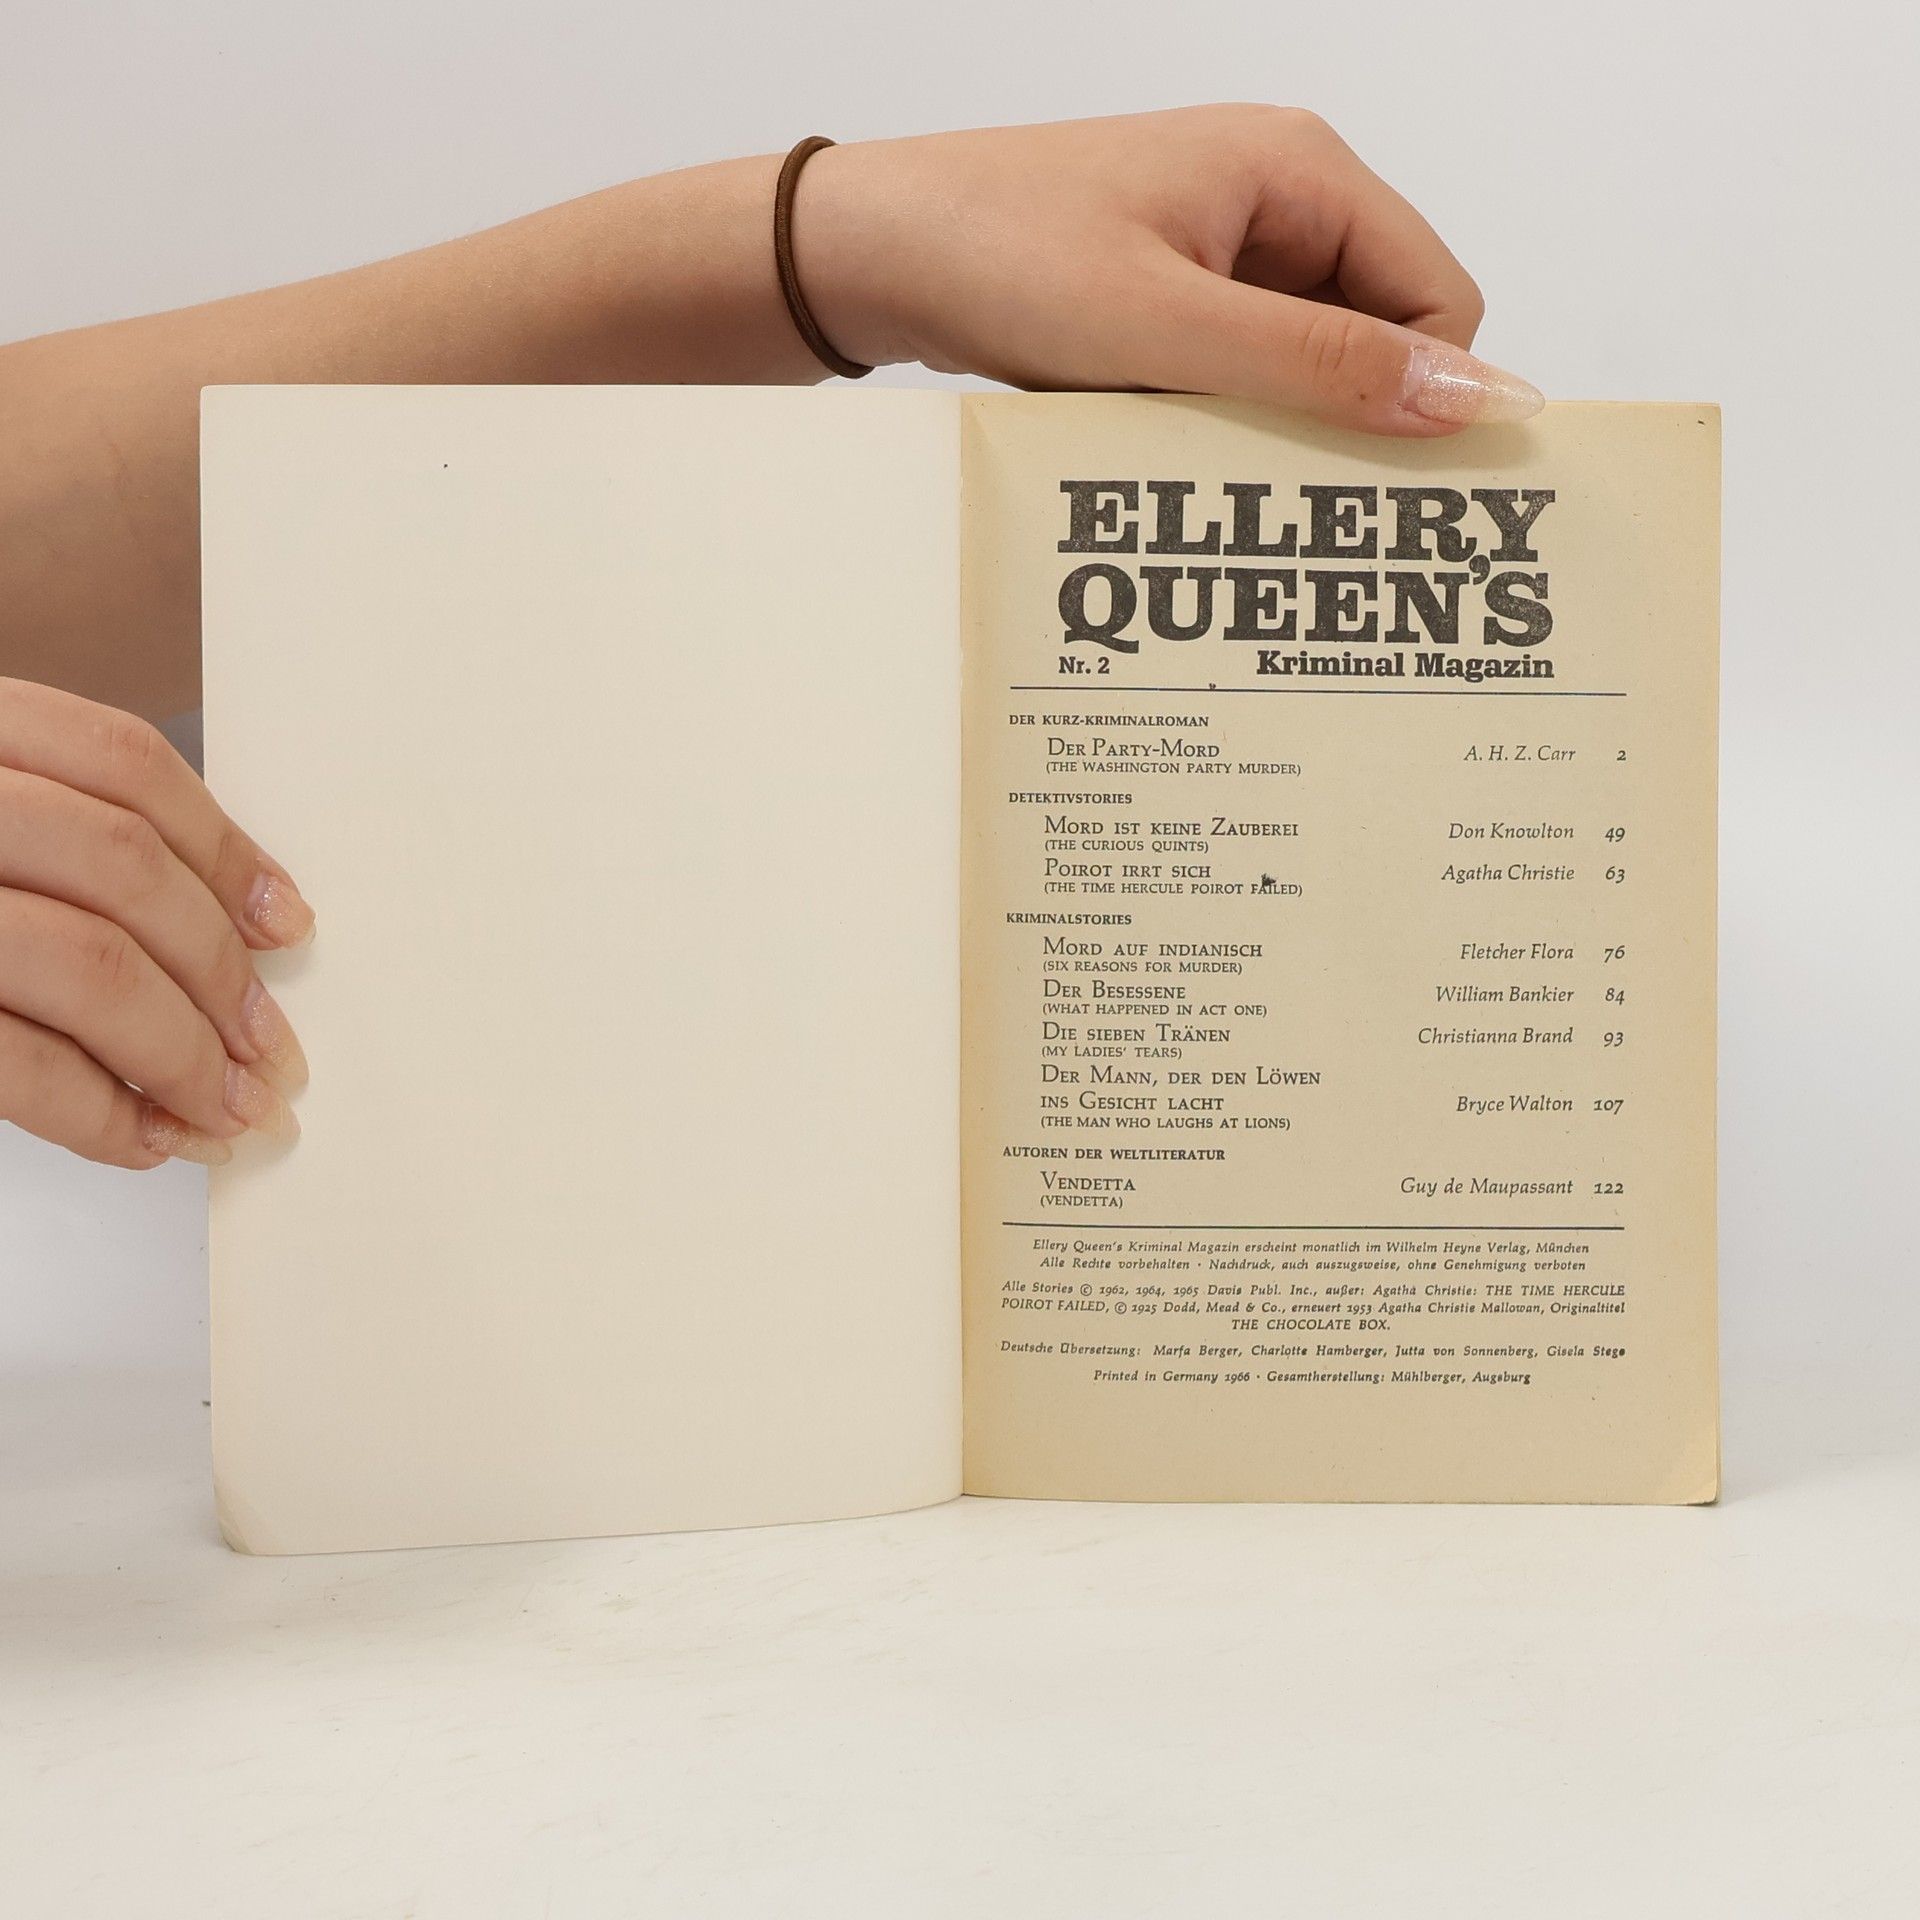 ELLERY
QUEEN'S
Nr. 2 Kriminal Magazin
DER KURZ-KRIMINALROMAN
DER PARTY-MORD A. H. Z. Carr 2
(THE WASHINGTON PARTY MURDER)
DETEKTIVSTORIES
MORD IST KEINE ZAUBEREI Don Knowlton 49
(THE CURIOUS QUINTS)
POIROT IRRT SICH Agatha Christie 63
(THE TIME HERCULE POIROT FAILED)
KRIMINALSTORIES
MORD AUF INDIANISCH Fletcher Flora 76
(SIX REASONS FOR MURDER)
DER BESESSENE William Bankier 84
(WHAT HAPPENED IN ACT ONE)
DIE SIEBEN TRÄNEN Christianna Brand 93
(MY LADIES' TEARS)
DER MANN, DER DEN LÖWEN
INS GESICHT LACHT Bryce Walton 107
(THE MAN WHO LAUGHS AT LIONS)
AUTOREN DER WELTLITERATUR
VENDETTA Guy de Maupassant 122
(VENDETTA)
Ellery Queen's Kriminal Magazin erscheint monatlich im Wilhelm Heyne Verlag, München
Alle Rechte vorbehalten · Nachdruck, auch auszugsweise, ohne Genehmigung verboten
Alle Stories © 1962, 1964, 1965 Davis Publ. Inc., außer: Agatha Christie: THE TIME HERCULE
POIROT FAILED, © 1925 Dodd, Mead & Co., erneuert 1953 Agatha Christie Mallowan, Originaltitel
THE CHOCOLATE BOX.
Deutsche Übersetzung: Marfa Berger, Charlotte Hamberger, Jutta von Sonnenberg, Gisela Stege
Printed in Germany 1966 · Gesamtherstellung: Mühlberger, Augsburg